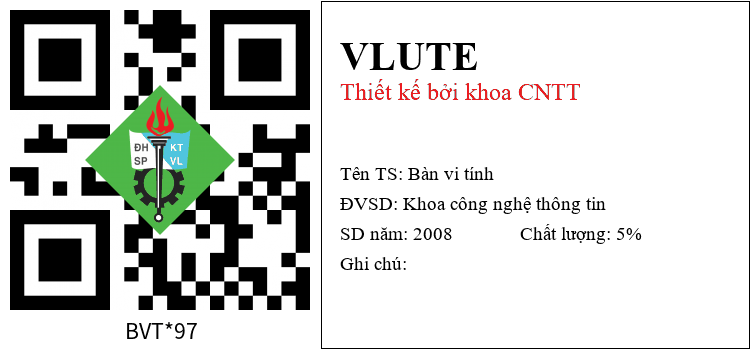 ĐH KT
SP VL
BVT*97
VLUTE
Thiết kế bởi khoa CNTT
Tên TS: Bàn vi tính
ĐVSD: Khoa công nghệ thông tin
SD năm: 2008 Chất lượng: 5%
Ghi chú: